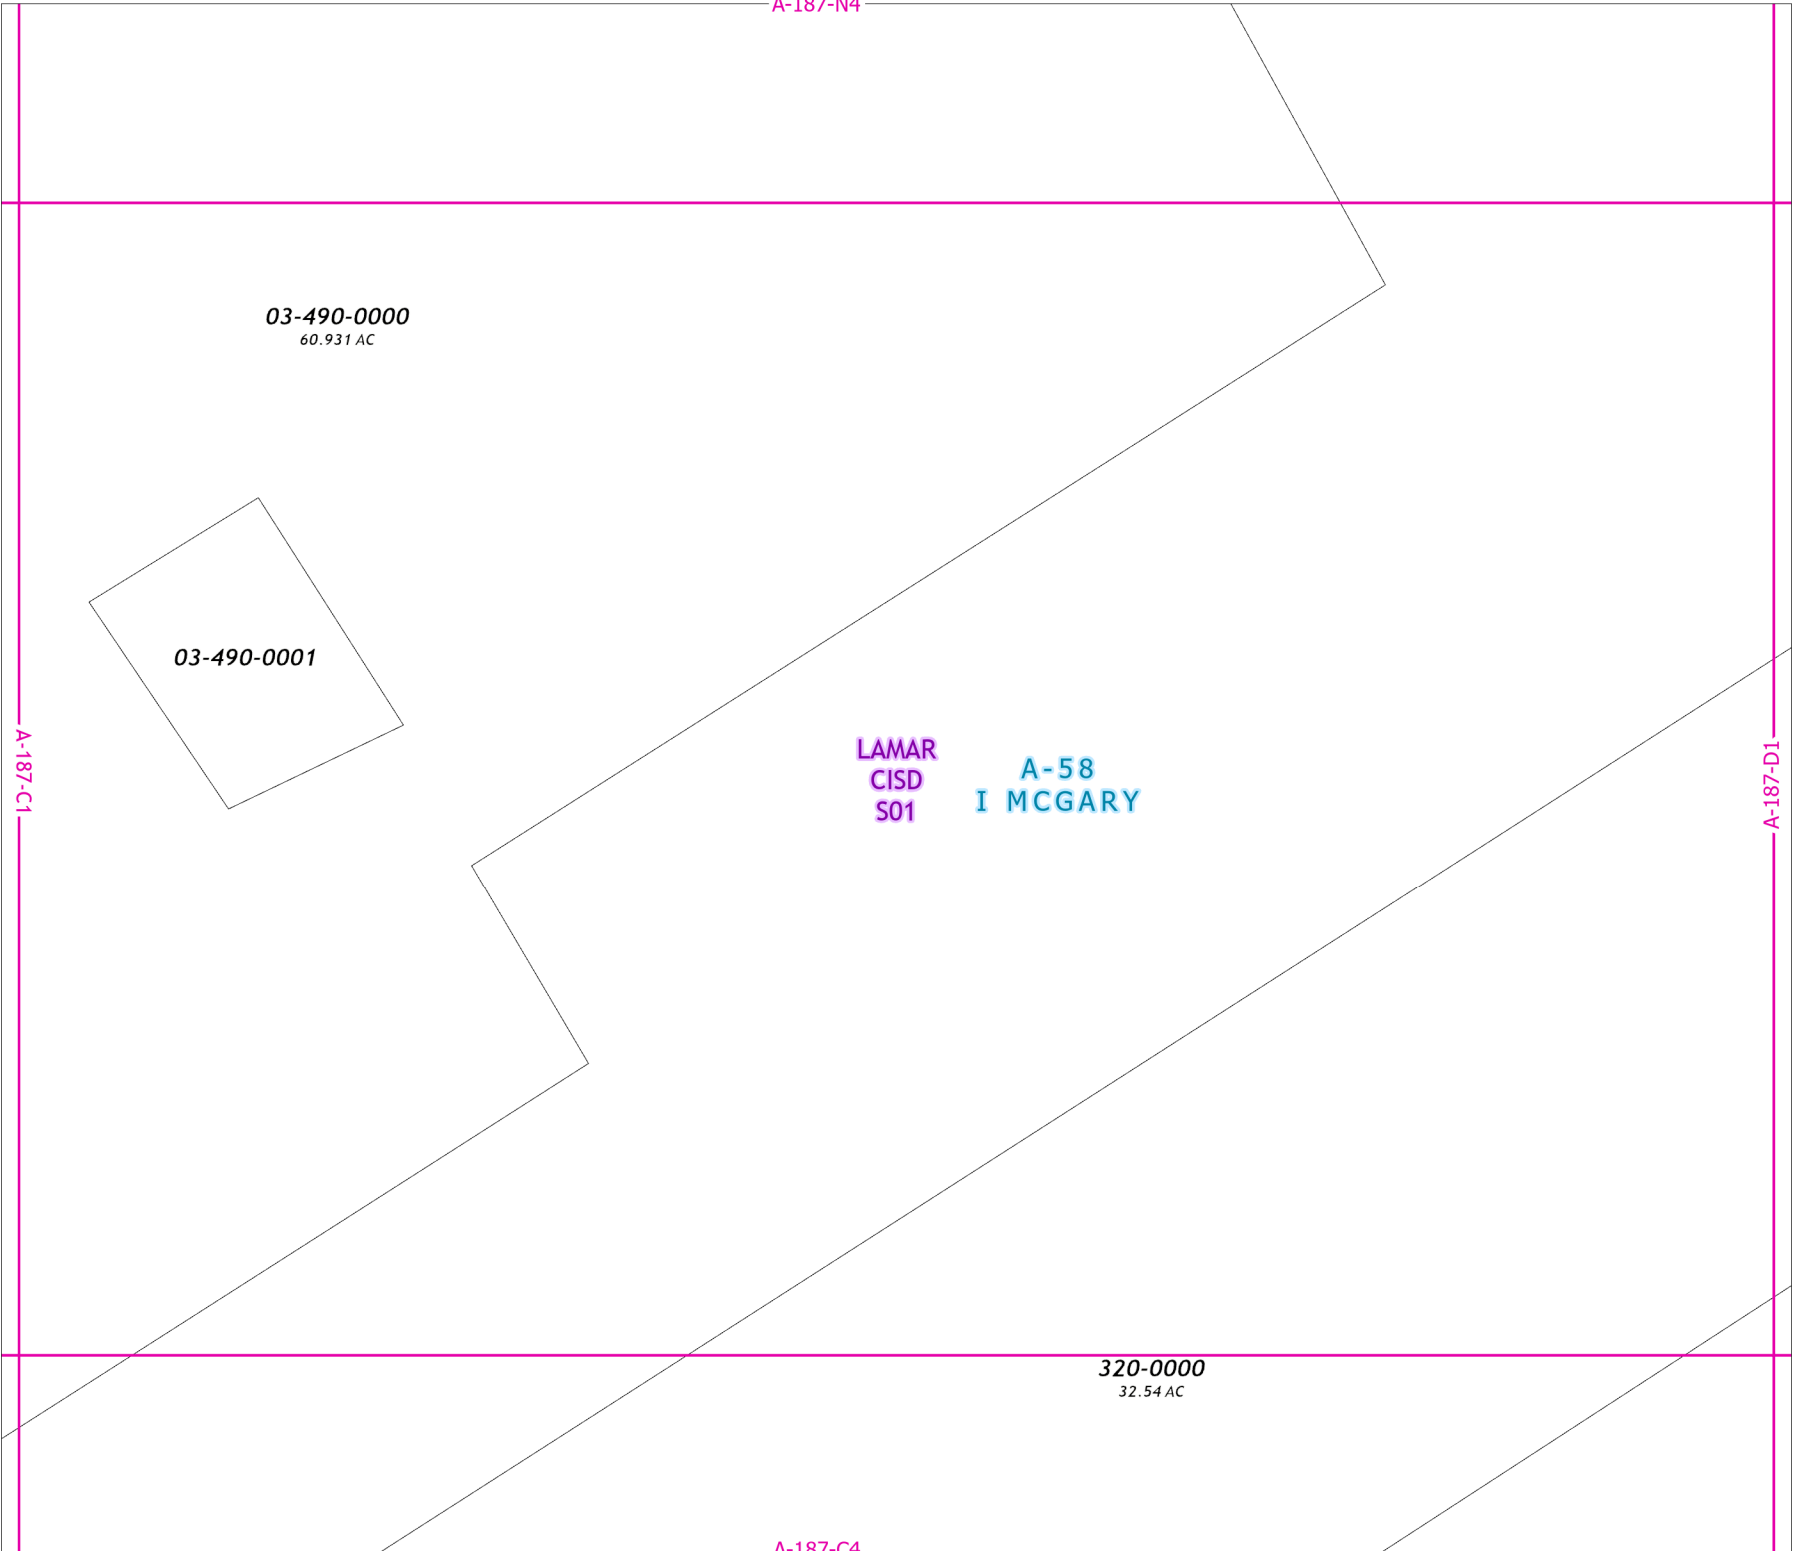 A-187-N4
03-490-0000
60.931 AC
03-490-0001
A-187-C1
LAMAR
CISD
S01
A-58
I MCGARY
A-187-D1
320-0000
32.54 AC
A-187-C4